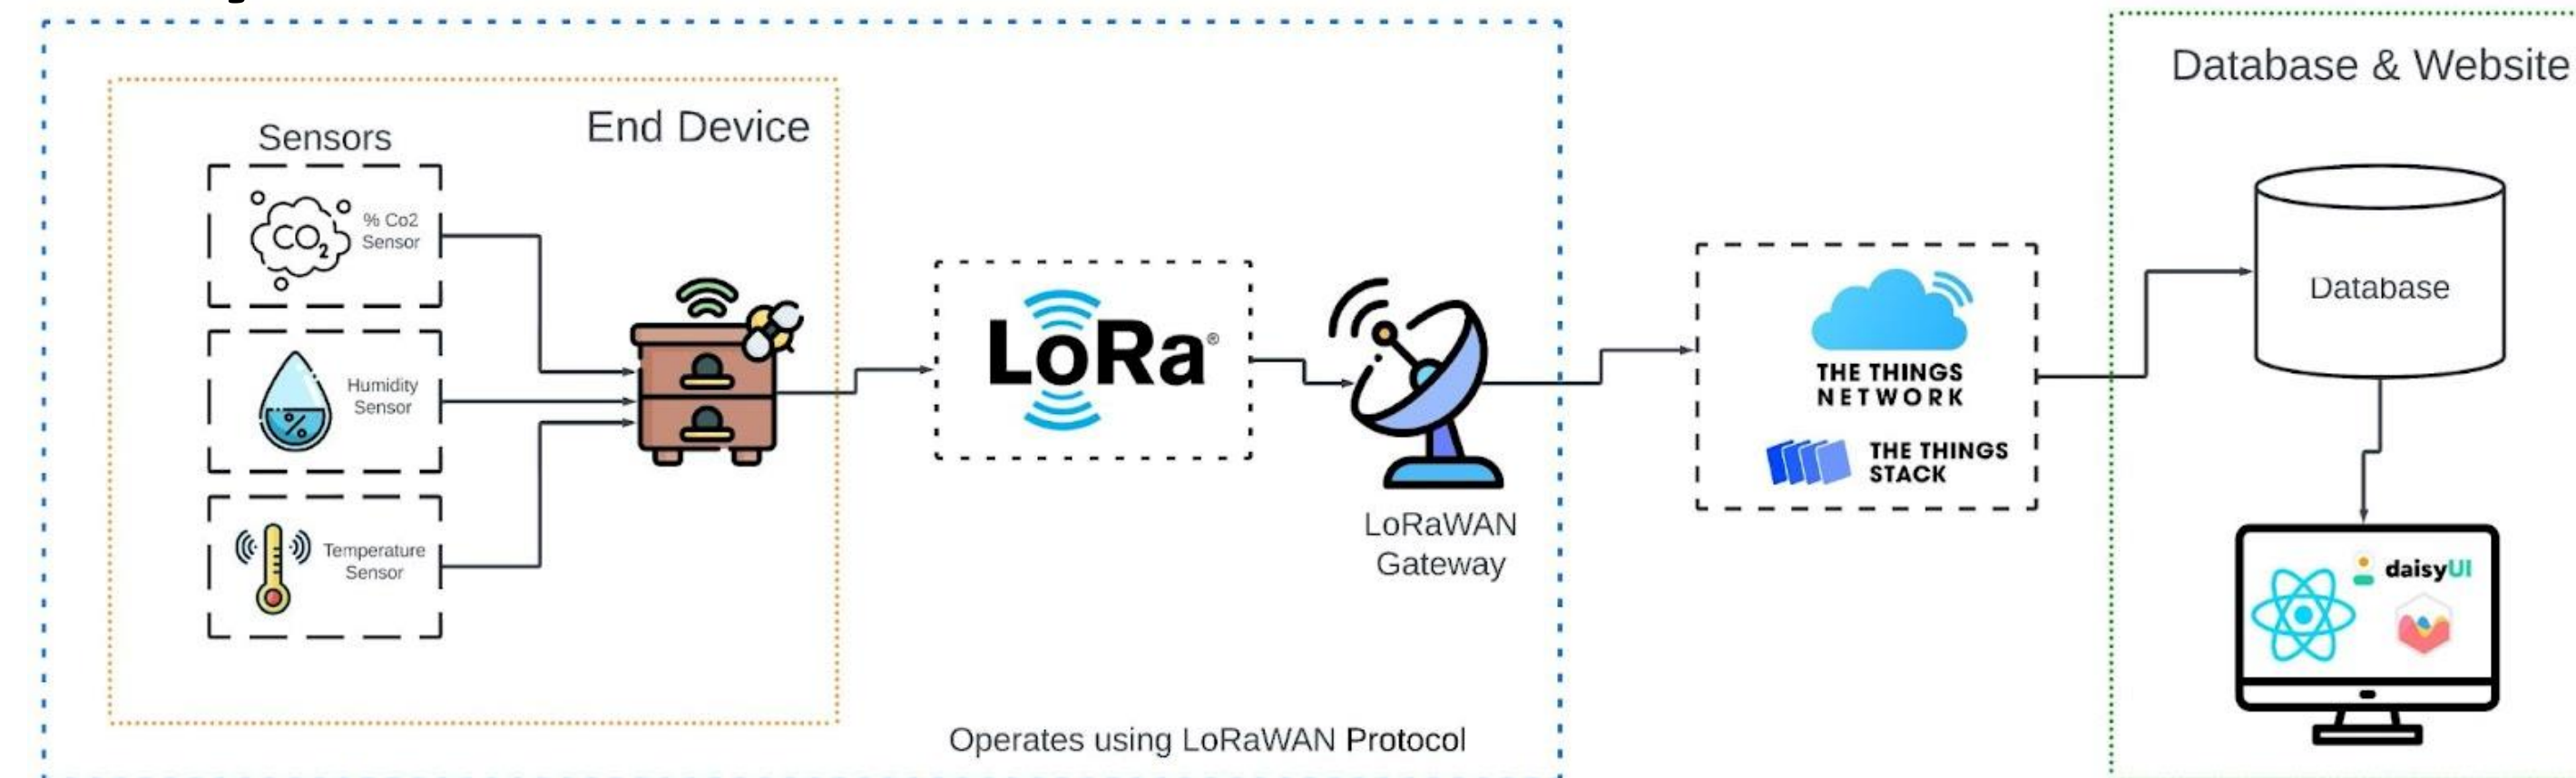 Database & Website
End Device
Sensors
% Co2
Sensor
CO2
Humidity
Sensor
%
Temperature
Sensor
LoRa®
LoRaWAN
Gateway
Operates using LoRaWAN Protocol
THE THINGS
NETWORK
THE THINGS
STACK
Database
daisyUI